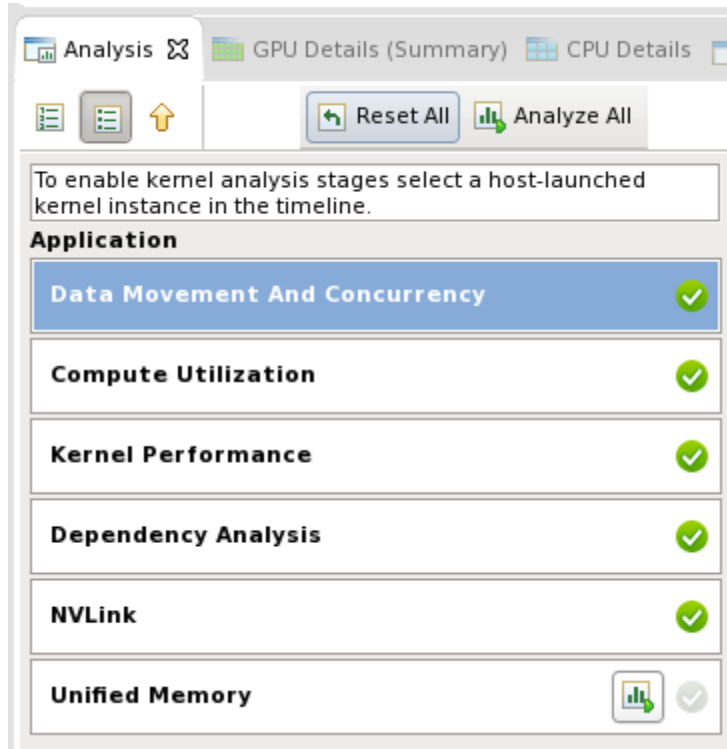 Analysis GPU Details (Summary) CPU Details
Reset All Analyze All
To enable kernel analysis stages select a host-launched
kernel instance in the timeline.
Application
Data Movement And Concurrency
Compute Utilization
Kernel Performance
Dependency Analysis
NVLink
Unified Memory